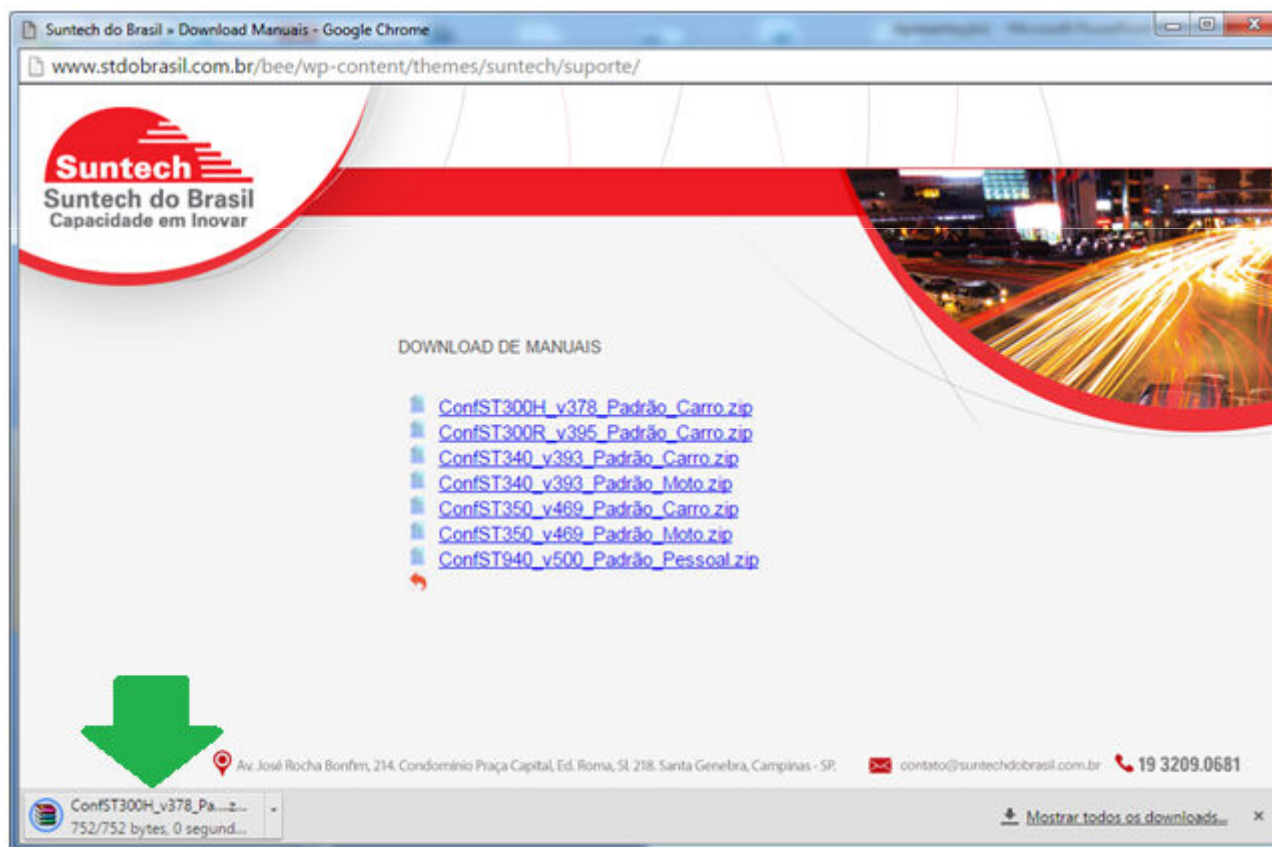 Suntech do Brasil » Download Manuais - Google Chrome
www.stdobrasil.com.br/bee/wp-content/themes/suntech/suporte/
Suntech
Suntech do Brasil
Capacidade em Inovar
DOWNLOAD DE MANUAIS
ConfST300H_v378_Padrão_Carro.zip
ConfST300R_v395_Padrão_Carro.zip
ConfST340_v393_Padrão_Carro.zip
ConfST340_v393_Padrão_Moto.zip
ConfST350_v469_Padrão_Carro.zip
ConfST350_v469_Padrão_Moto.zip
ConfST940_v500_Padrão_Pessoal.zip
Av. José Rocha Bonfim, 214, Condomínio Praça Capital, Ed. Roma, Sl. 218. Santa Genebra, Campinas - SP. contato@suntechdobrasil.com.br 19 3209.0681
ConfST300H_v378_Pa....z...
752/752 bytes, 0 segund...
Mostrar todos os downloads...